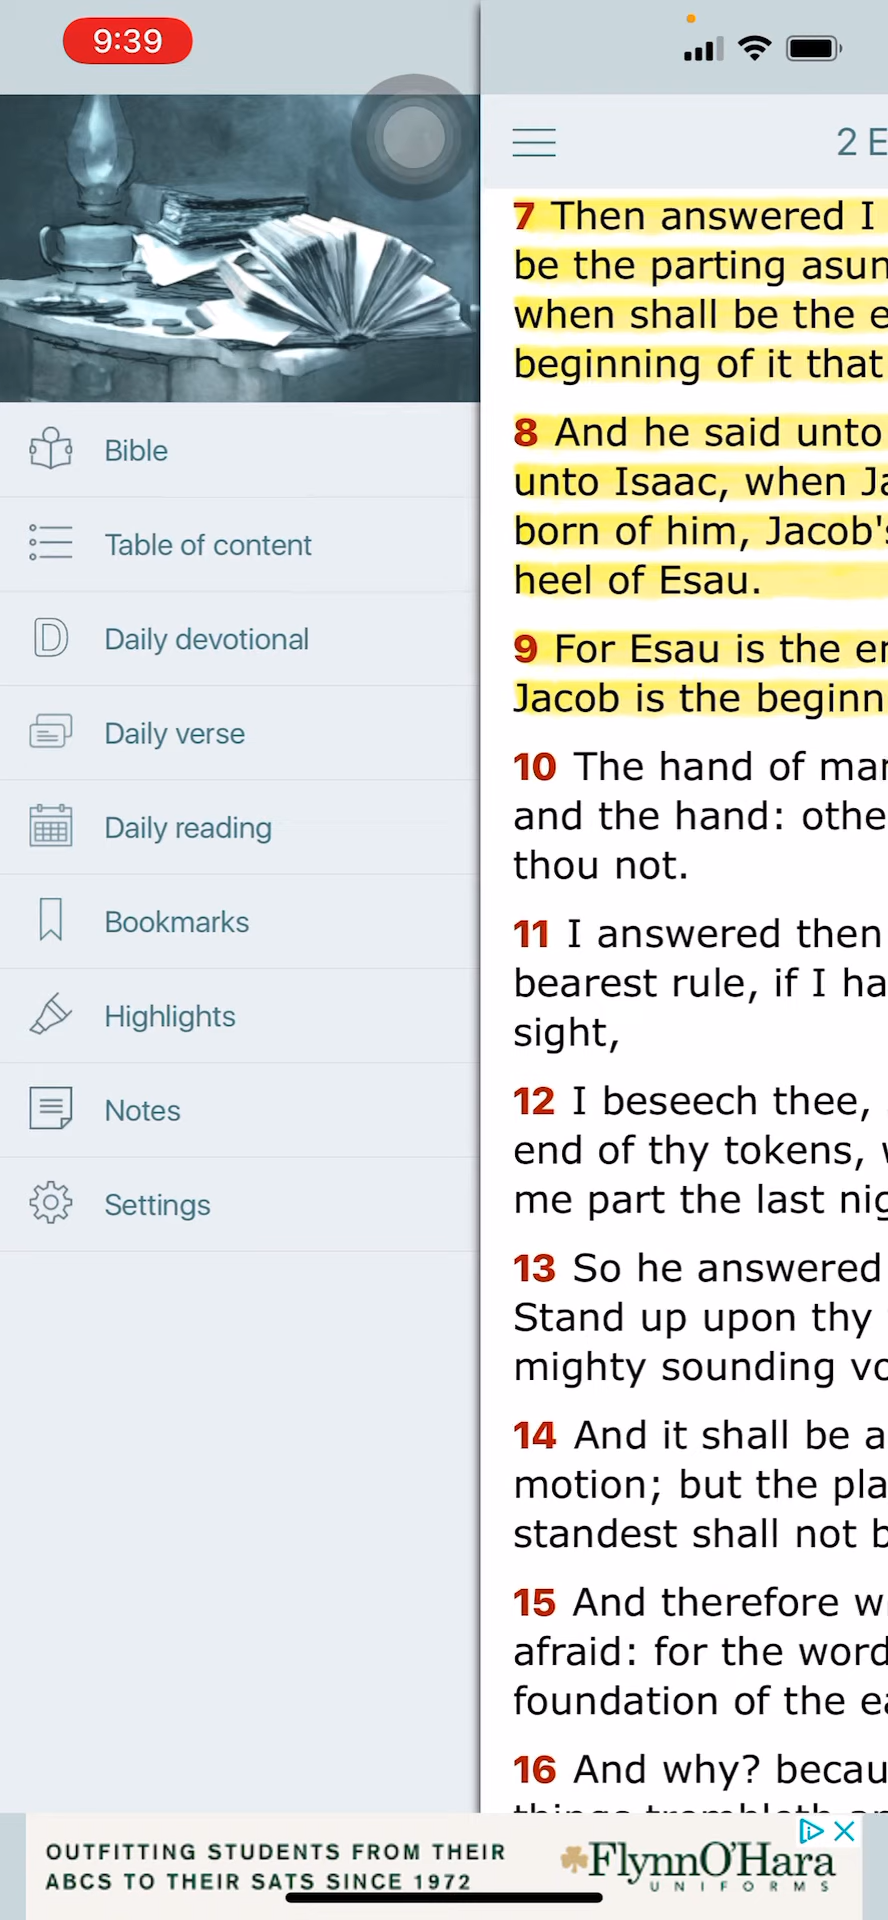 9:39
2 E
Bible
Table of content
Daily devotional
Daily verse
Daily reading
Bookmarks
Highlights
Notes
Settings
7 Then answered I
be the parting asun
when shall be the e
beginning of it that
8 And he said unto
unto Isaac, when Ja
born of him, Jacob's
heel of Esau.
9 For Esau is the en
Jacob is the beginn
10 The hand of mar
and the hand: othe
thou not.
11 I answered then
bearest rule, if I ha
sight,
12 I beseech thee,
end of thy tokens, w
me part the last nig
13 So he answered
Stand up upon thy
mighty sounding vo
14 And it shall be a
motion; but the pla
standest shall not b
15 And therefore w
afraid: for the word
foundation of the ea
16 And why? becau
things trembleth an
OUTFITTING STUDENTS FROM THEIR
ABCS TO THEIR SATS SINCE 1972
FlynnO'Hara
UNIFORMS